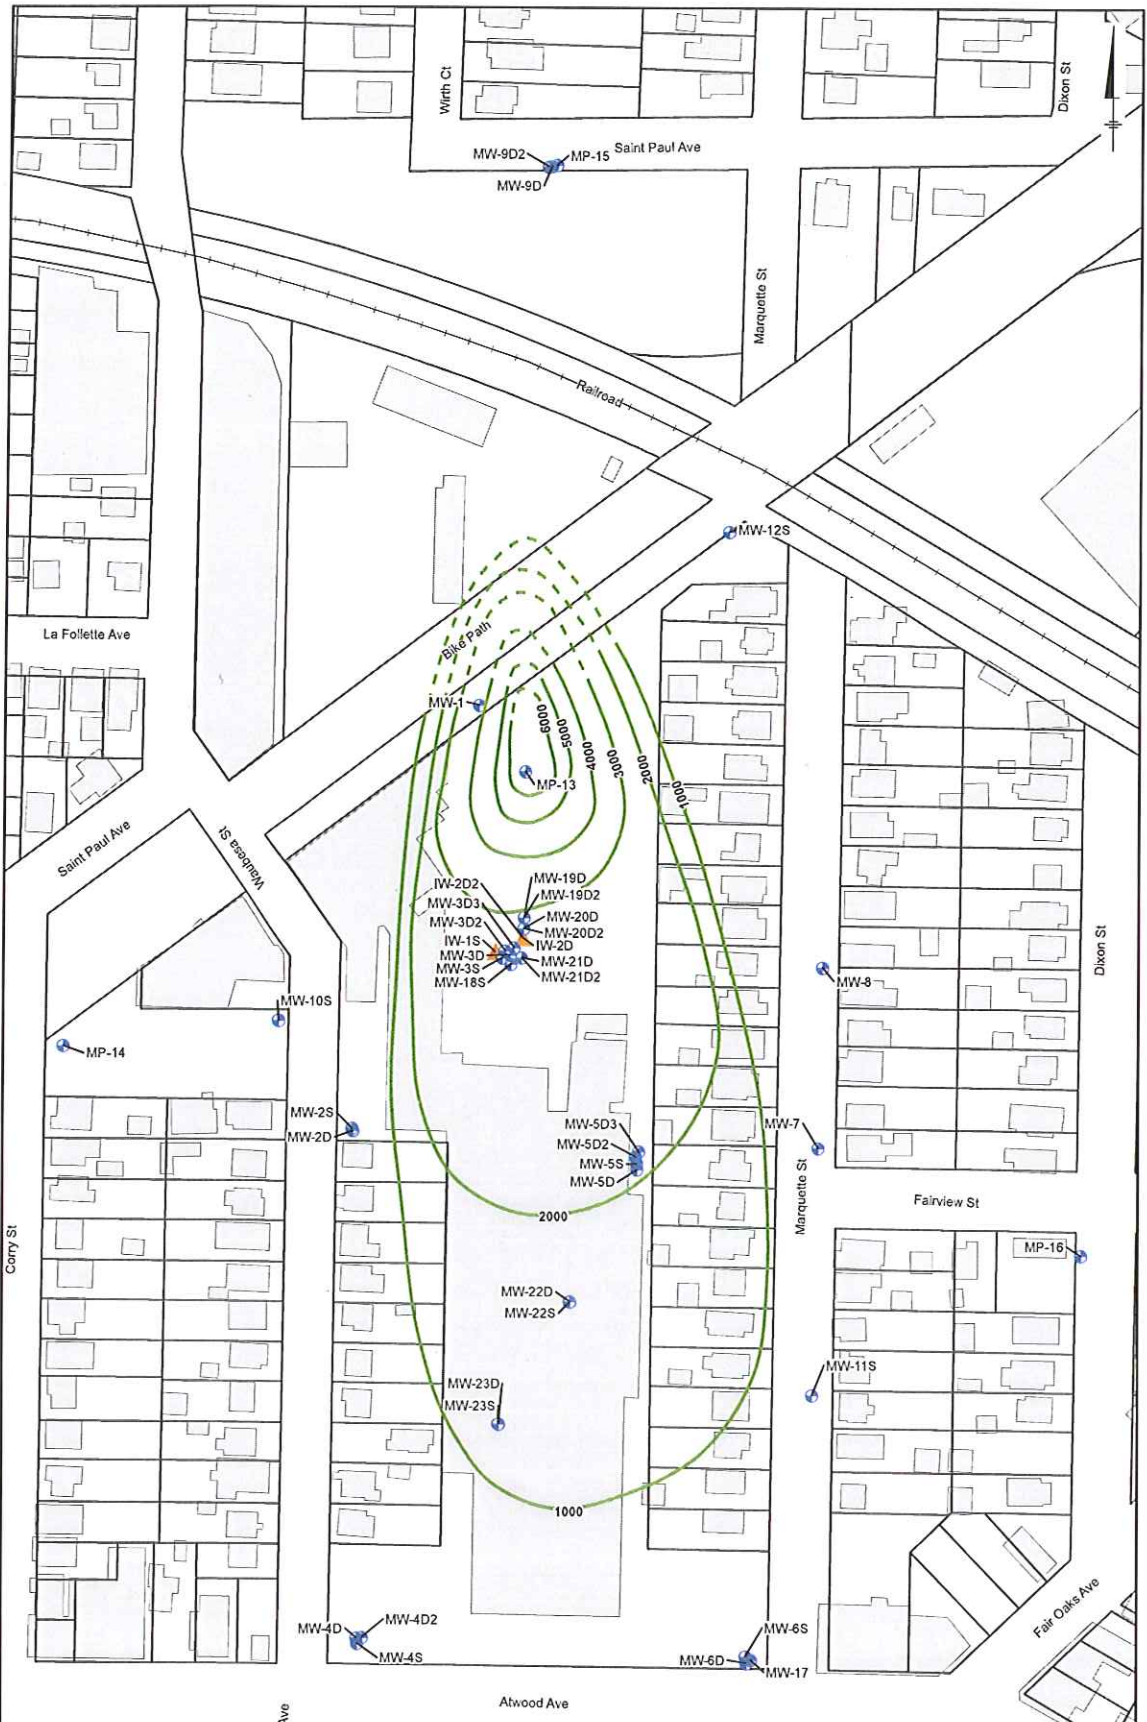 Wirth Ct
Dixon St
MW-9D2
MP-15
Saint Paul Ave
MW-9D
Marquette St
Railroad
MW-12S
La Follette Ave
Bike Path
MW-1
6000
5000
4000
3000
2000
1000
MP-13
Saint Paul Ave
Waubesa St
IW-2D2
MW-19D
MW-3D3
MW-19D2
MW-3D2
MW-20D
MW-20D2
IW-1S
IW-2D
MW-3D
MW-21D
MW-3S
MW-18S
MW-21D2
MW-8
Dixon St
MW-10S
MP-14
MW-2S
MW-2D
MW-5D3
MW-7
MW-5D2
MW-5S
MW-5D
Marquette St
Fairview St
2000
Corry St
MP-16
MW-22D
MW-22S
MW-11S
MW-23D
MW-23S
1000
Fair Oaks Ave
MW-4D
MW-4D2
MW-4S
MW-6S
MW-6D
MW-17
Atwood Ave
Ave